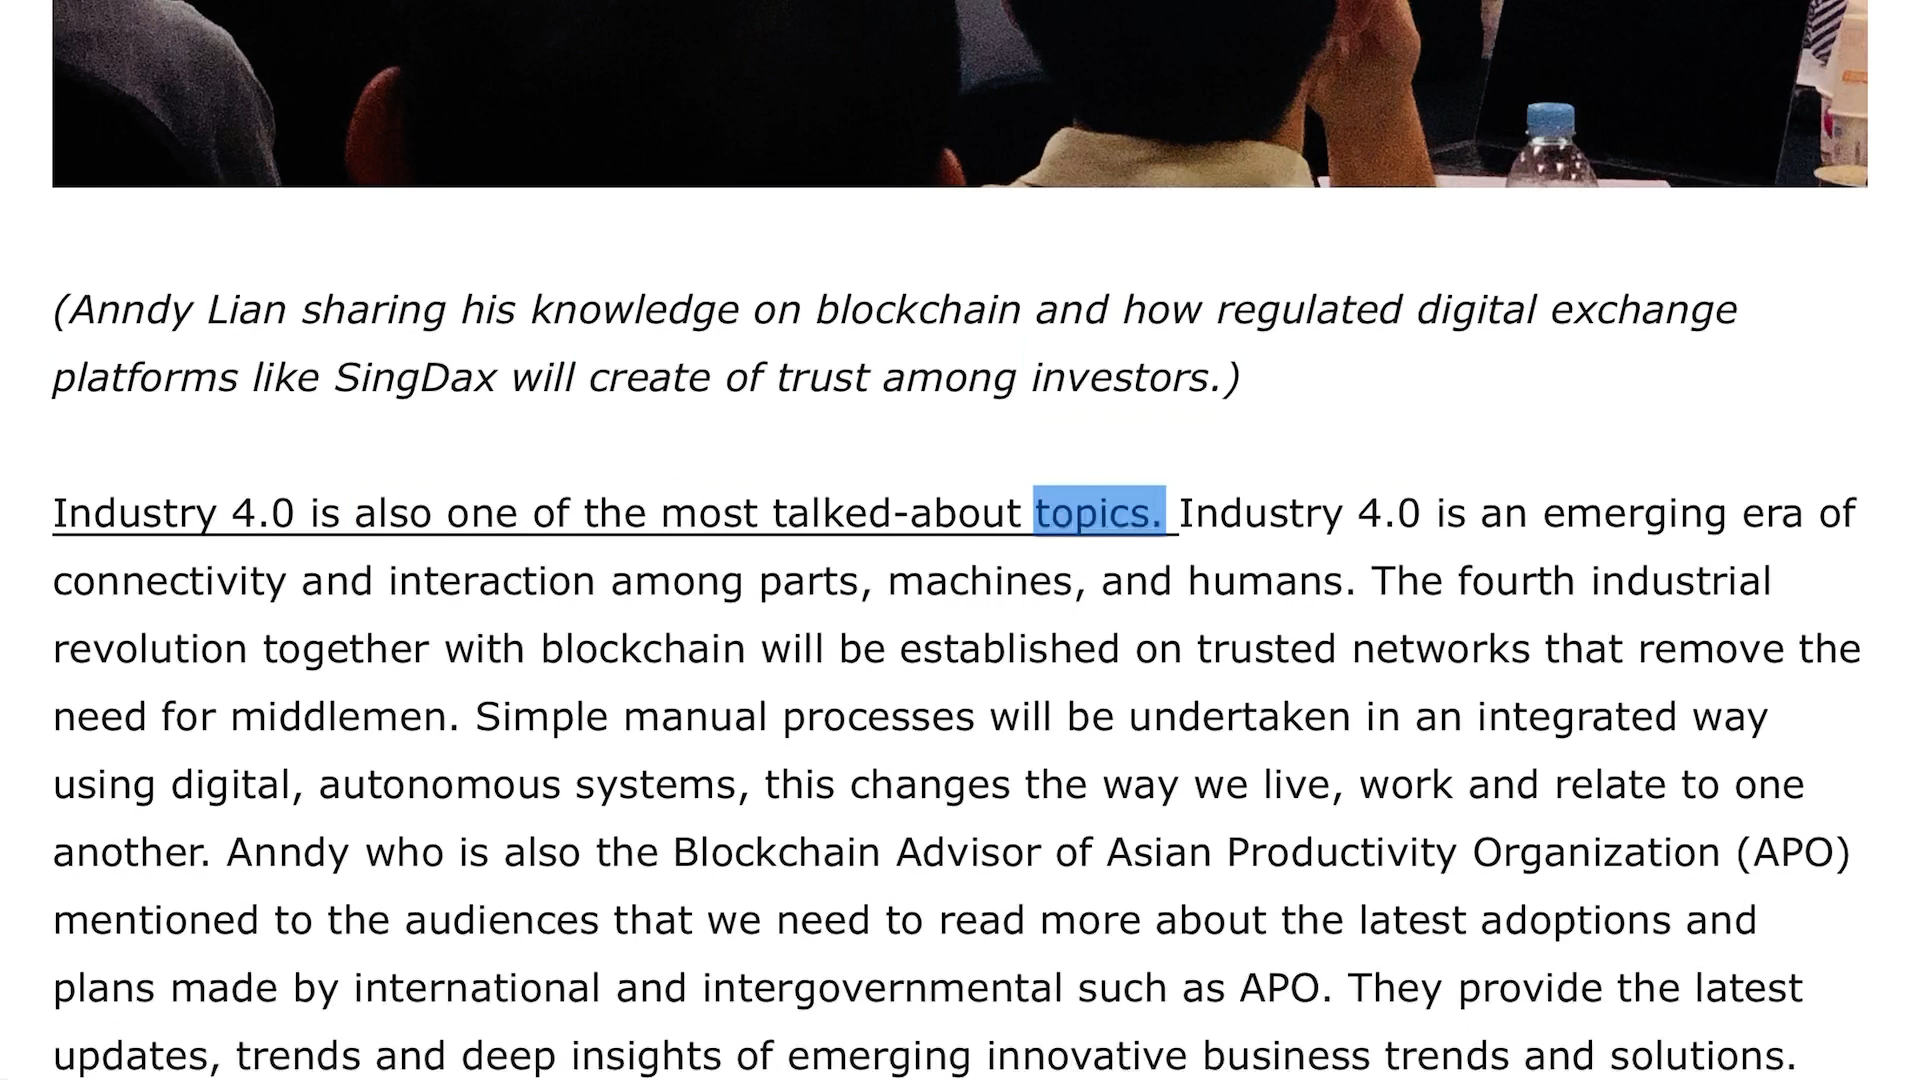 (Anndy Lian sharing his knowledge on blockchain and how regulated digital exchange
platforms like SingDax will create of trust among investors.)
Industry 4.0 is also one of the most talked-about topics. Industry 4.0 is an emerging era of
connectivity and interaction among parts, machines, and humans. The fourth industrial
revolution together with blockchain will be established on trusted networks that remove the
need for middlemen. Simple manual processes will be undertaken in an integrated way
using digital, autonomous systems, this changes the way we live, work and relate to one
another. Anndy who is also the Blockchain Advisor of Asian Productivity Organization (APO)
mentioned to the audiences that we need to read more about the latest adoptions and
plans made by international and intergovernmental such as APO. They provide the latest
updates, trends and deep insights of emerging innovative business trends and solutions.